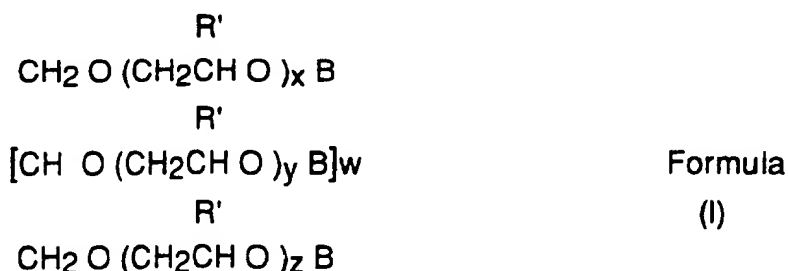 R'
CH2 O (CH2CH O )x B
R'
[CH O (CH2CH O )y B]w Formula
R' (I)
CH2 O (CH2CH O )z B